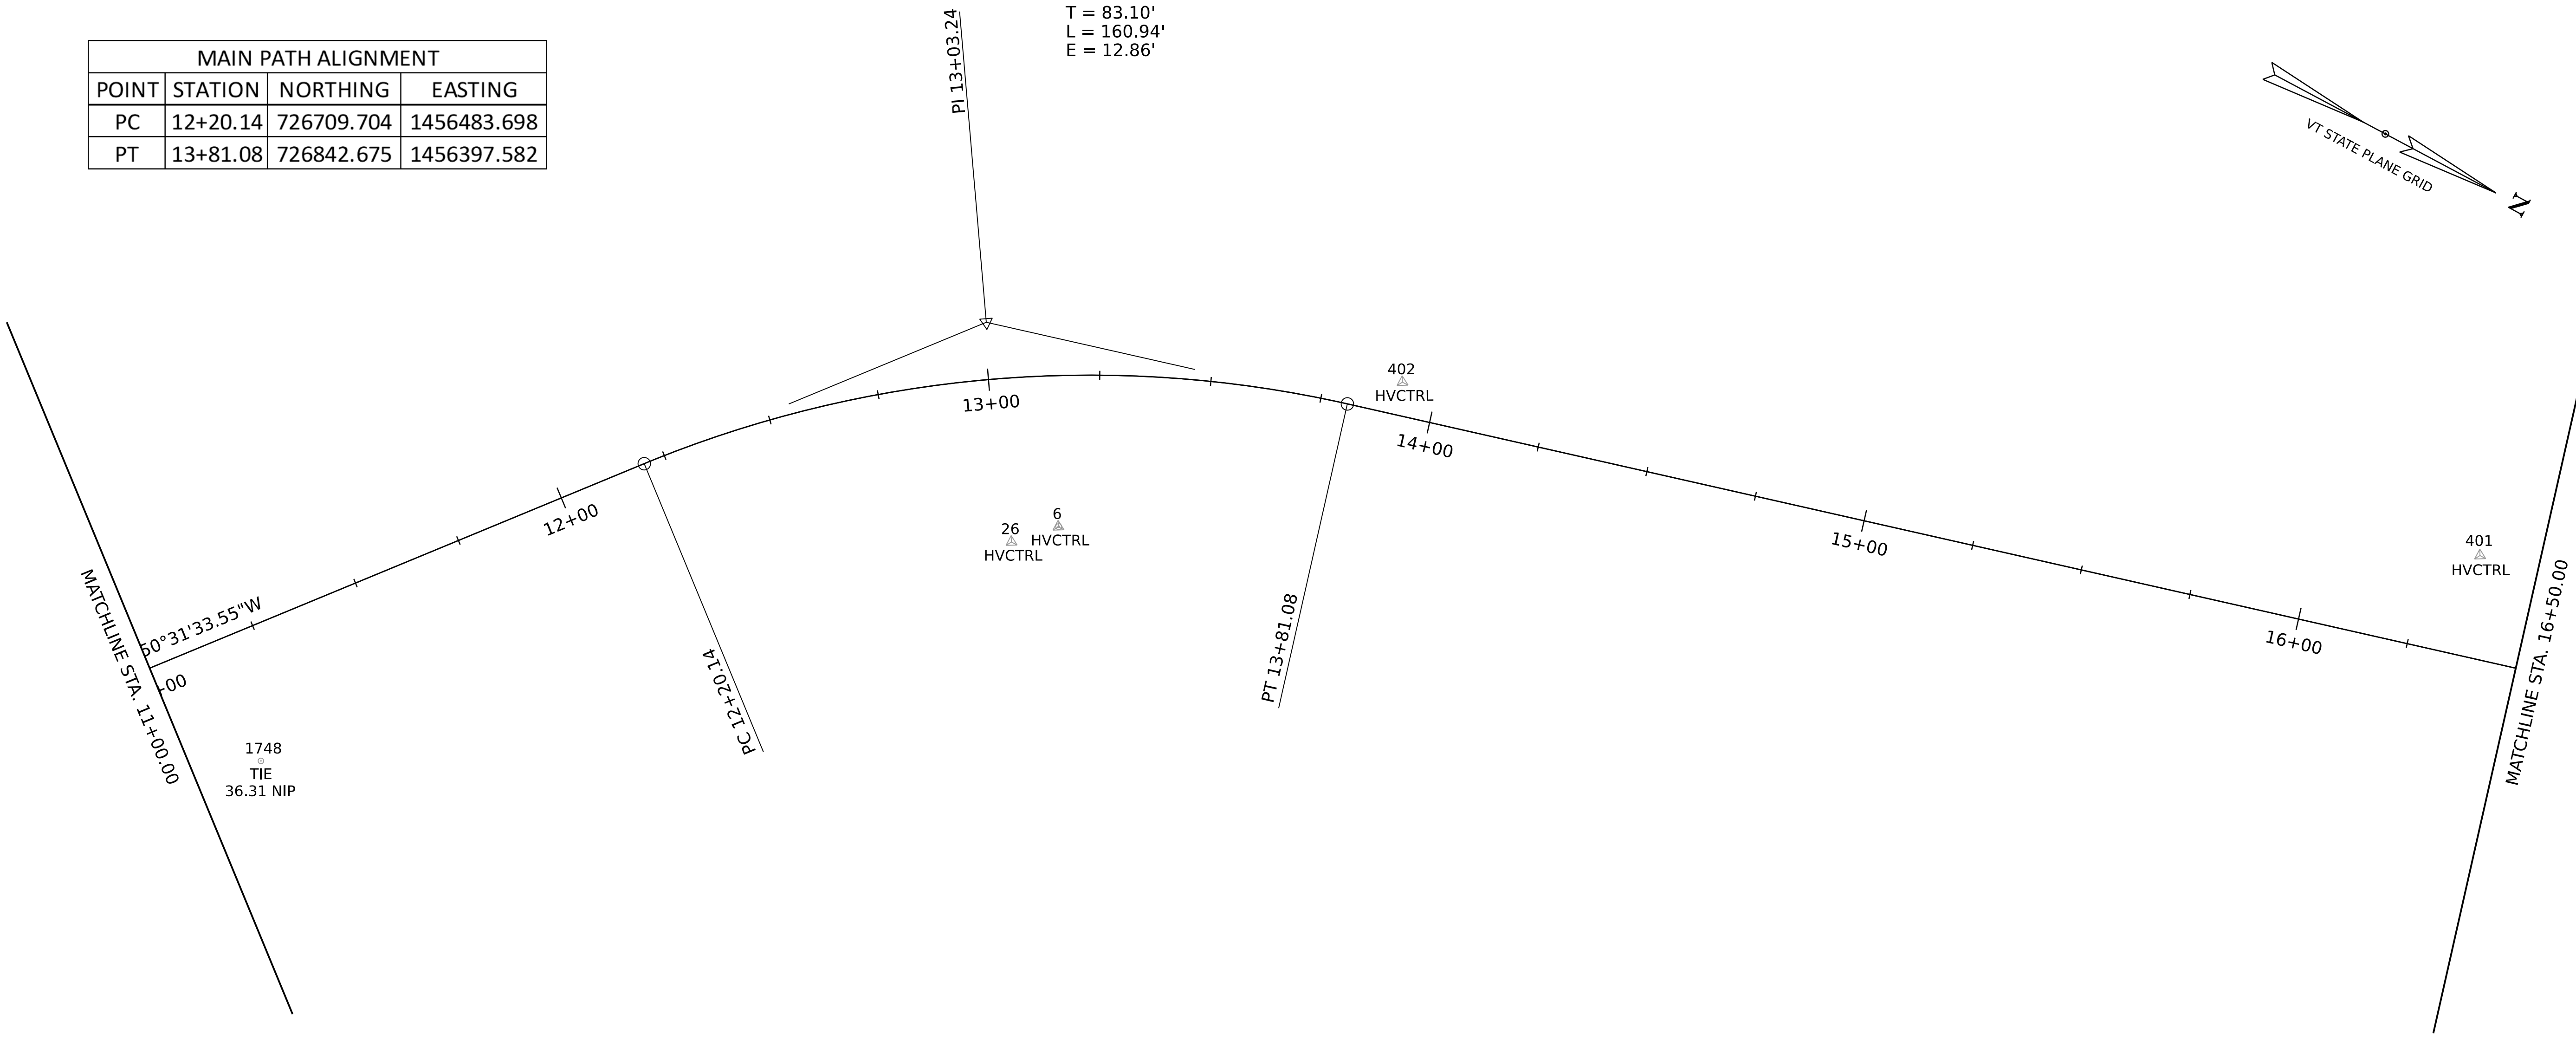 T = 83.10'
L = 160.94'
E = 12.86'
PI 13+03.24
MAIN PATH ALIGNMENT
POINT STATION NORTHING EASTING
PC 12+20.14 726709.704 1456483.698
PT 13+81.08 726842.675 1456397.582
VT STATE PLANE GRID
N
402
HVCTRL
13+00
14+00
12+00
6
HVCTRL
26
HVCTRL
15+00
401
HVCTRL
50°31'33.55"W
MATCHLINE STA. 11+00.00
+00
PC 12+20.14
PT 13+81.08
16+00
MATCHLINE STA. 16+50.00
1748
TIE
36.31 NIP